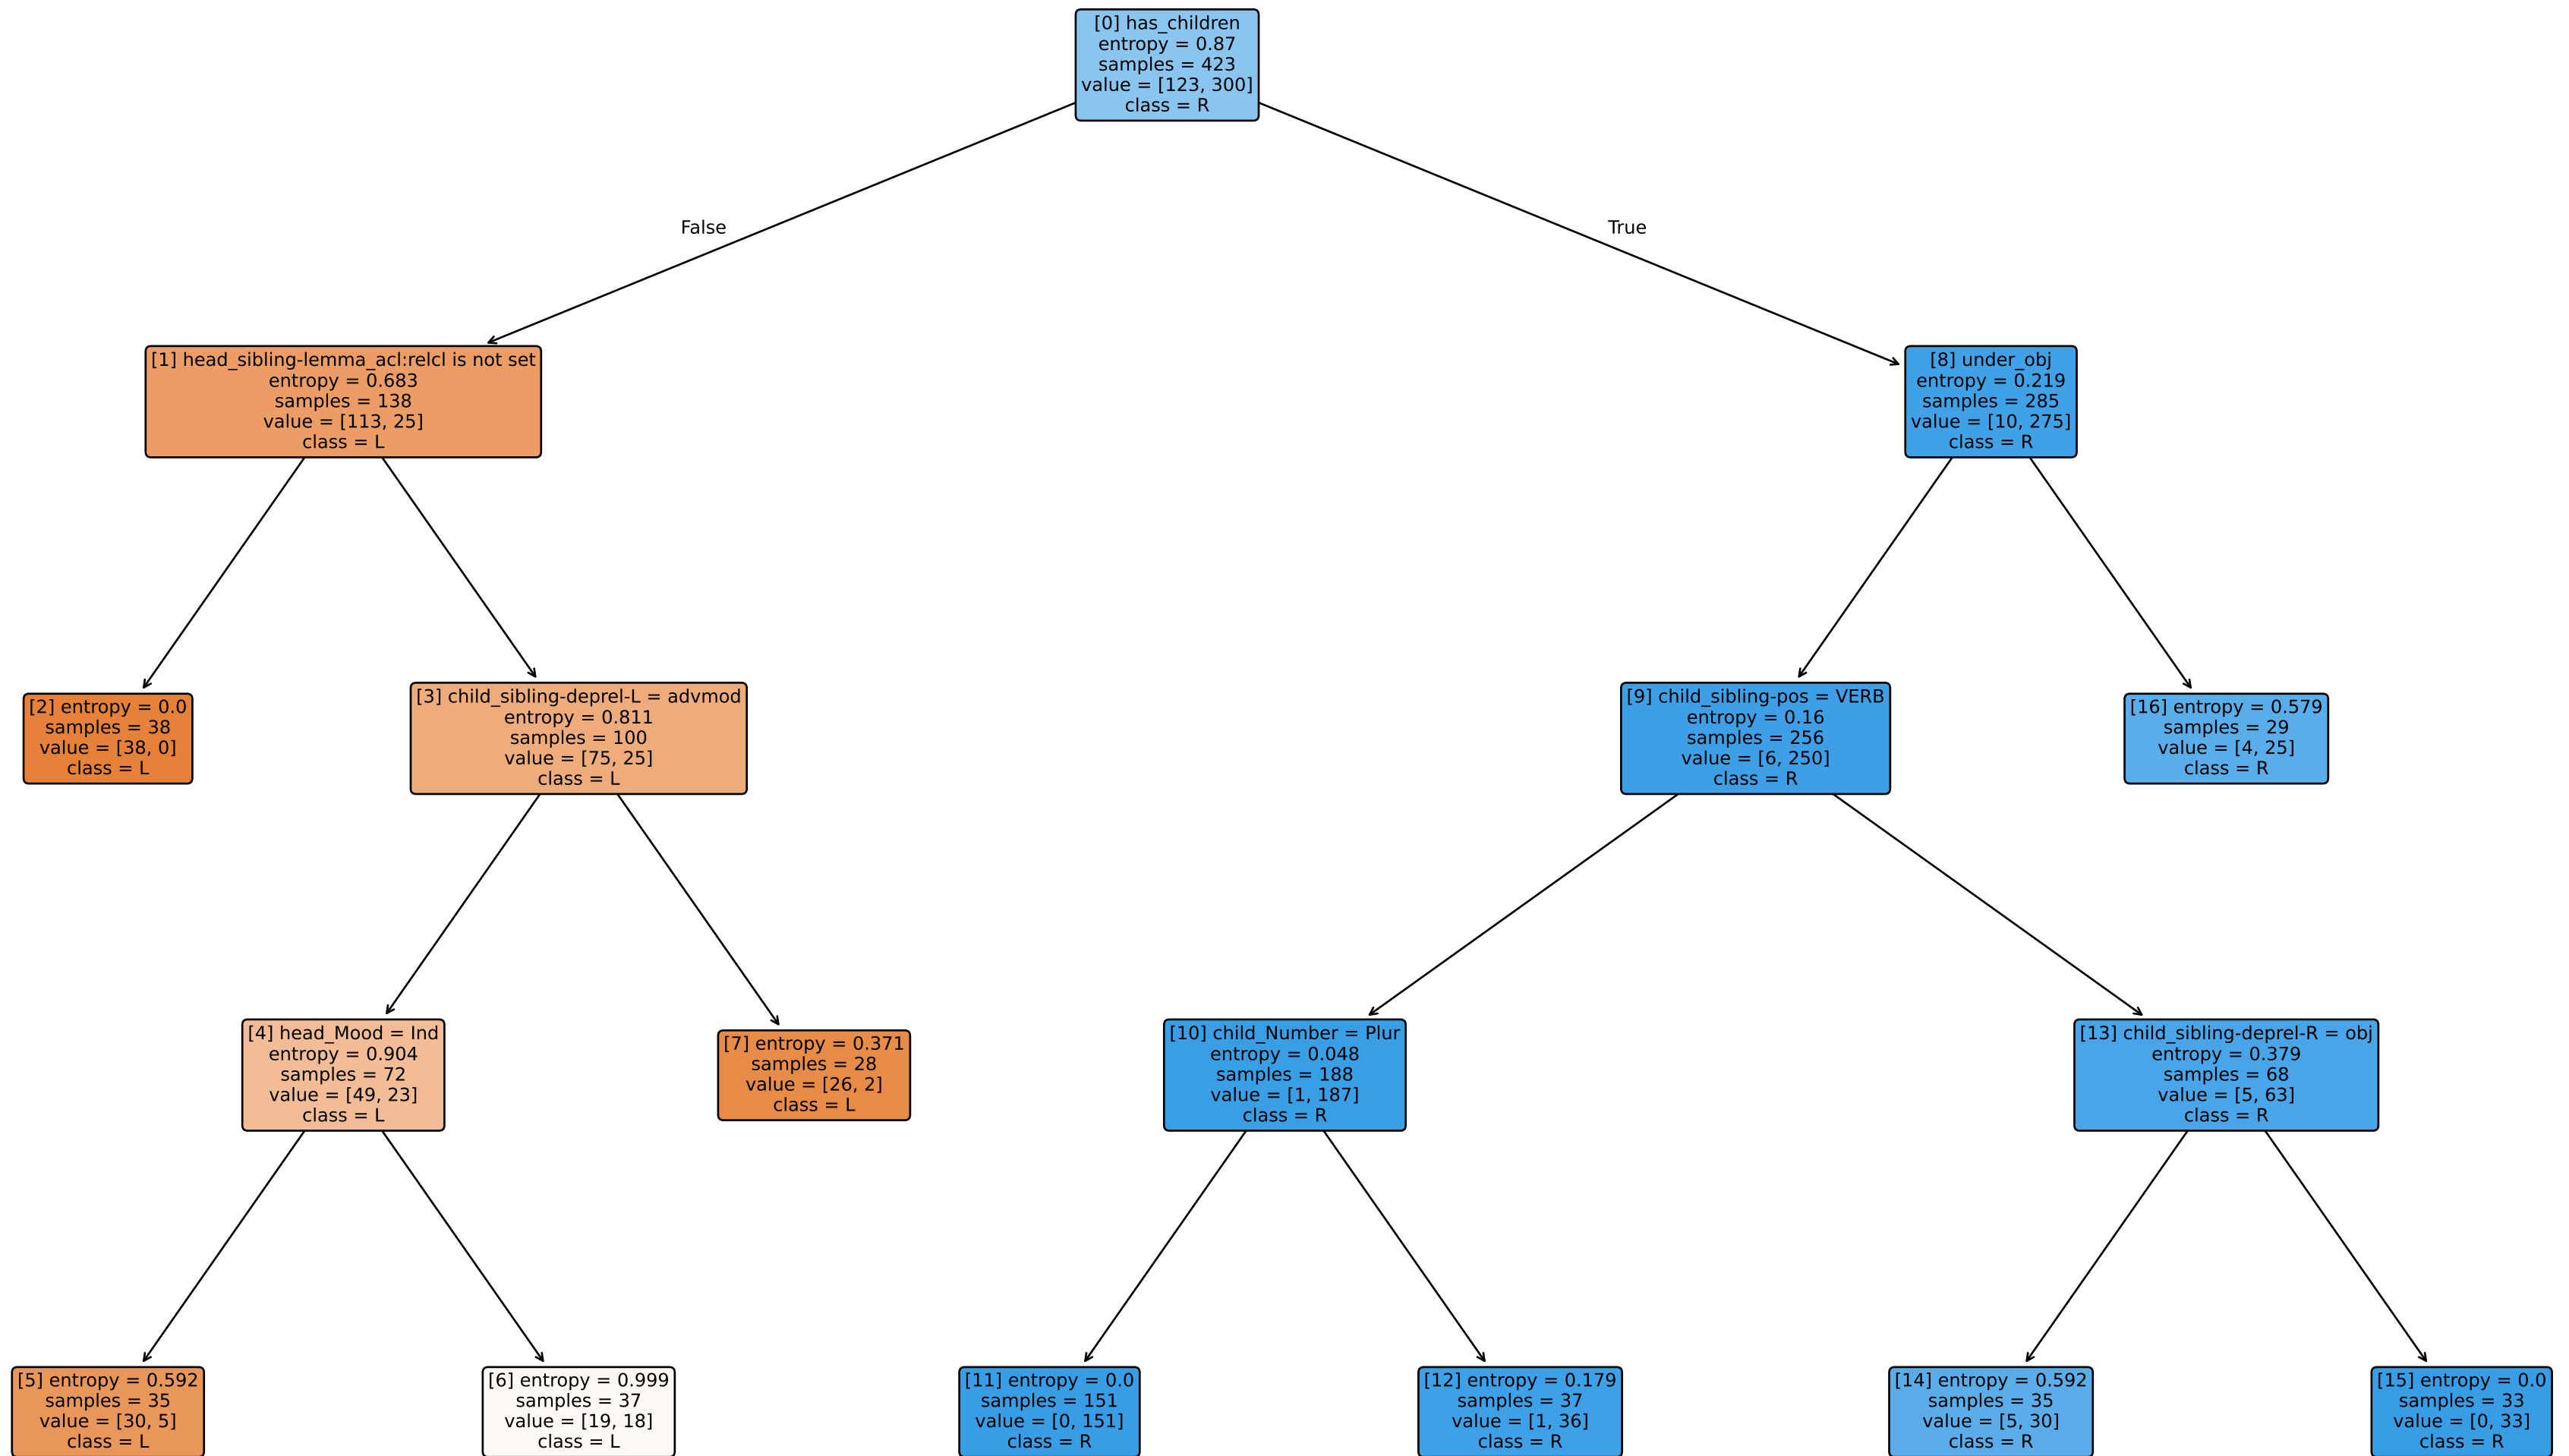 [0] has_children
entropy = 0.87
samples = 423
value = [123, 300]
class = R
False
True
[1] head_sibling-lemma_acl:relcl is not set
entropy = 0.683
samples = 138
value = [113, 25]
class = L
[8] under_obj
entropy = 0.219
samples = 285
value = [10, 275]
class = R
[2] entropy = 0.0
samples = 38
value = [38, 0]
class = L
[3] child_sibling-deprel-L = advmod
entropy = 0.811
samples = 100
value = [75, 25]
class = L
[9] child_sibling-pos = VERB
entropy = 0.16
samples = 256
value = [6, 250]
class = R
[16] entropy = 0.579
samples = 29
value = [4, 25]
class = R
[4] head_Mood = Ind
entropy = 0.904
samples = 72
value = [49, 23]
class = L
[7] entropy = 0.371
samples = 28
value = [26, 2]
class = L
[10] child_Number = Plur
entropy = 0.048
samples = 188
value = [1, 187]
class = R
[13] child_sibling-deprel-R = obj
entropy = 0.379
samples = 68
value = [5, 63]
class = R
[5] entropy = 0.592
samples = 35
value = [30, 5]
class = L
[6] entropy = 0.999
samples = 37
value = [19, 18]
class = L
[11] entropy = 0.0
samples = 151
value = [0, 151]
class = R
[12] entropy = 0.179
samples = 37
value = [1, 36]
class = R
[14] entropy = 0.592
samples = 35
value = [5, 30]
class = R
[15] entropy = 0.0
samples = 33
value = [0, 33]
class = R